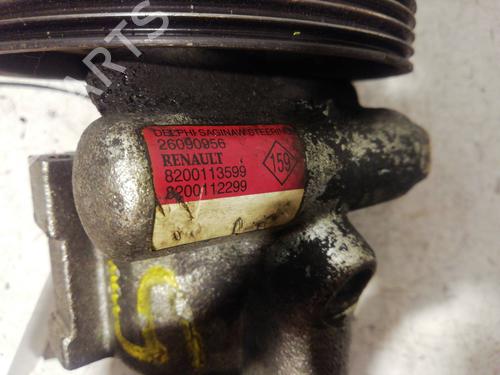 DELPHI-SAGINAW STEERING
26090956
RENAULT
159
8200113599
8200112299